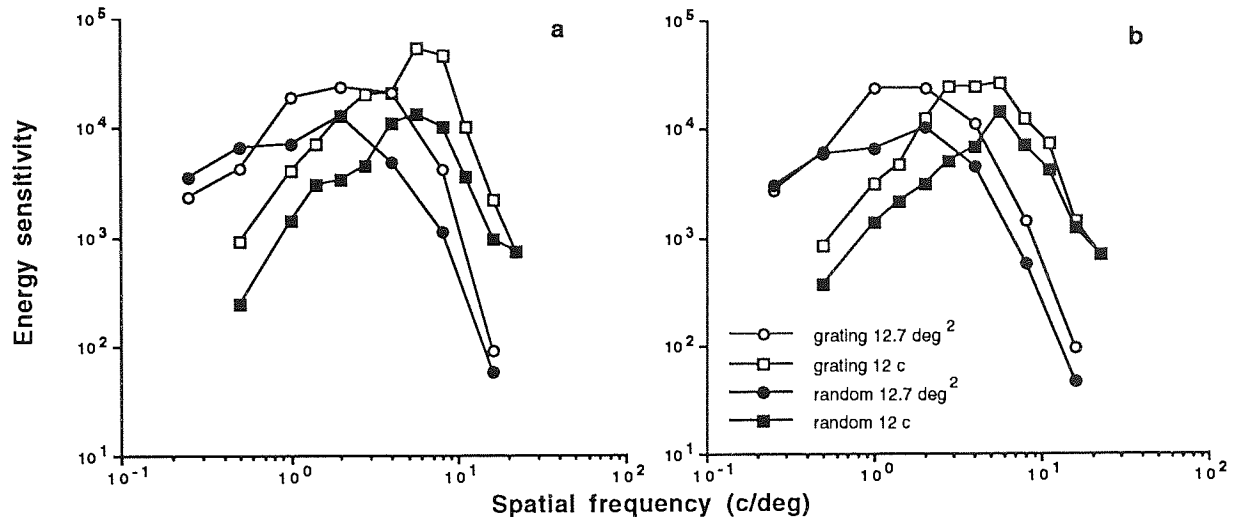 a
b
10^5
10^4
10^3
10^2
10^1
10^-1
10^0
10^1
10^2
10^5
10^4
10^3
10^2
10^1
10^-1
10^0
10^1
10^2
Energy sensitivity
grating 12.7 deg^2
grating 12 c
random 12.7 deg^2
random 12 c
Spatial frequency (c/deg)